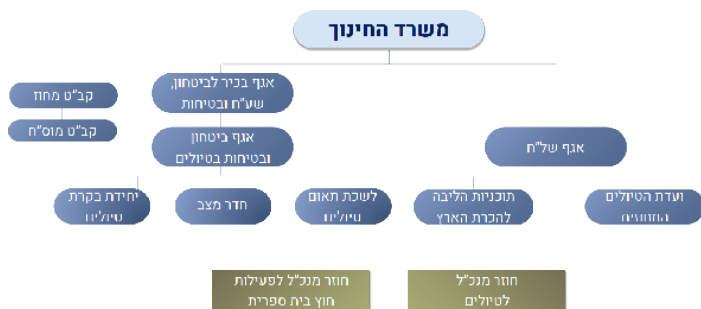 משרד החינוך
אגף בכיר לביטחון,
שע"ח ובטיחות
קב"ט מחוז
קב"ט מוס"ח
אגף ביטחון
ובטיחות בטיולים
אגף של"ח
יחידת בקרת
טיולים
חדר מצב
לשכת תאום
טיולים
תוכניות הליבה
להכרת הארץ
ועדת הטיולים
המחוזית
חוזר מנכ"ל לפעילות
חוץ בית ספרית
חוזר מנכ"ל
לטיולים